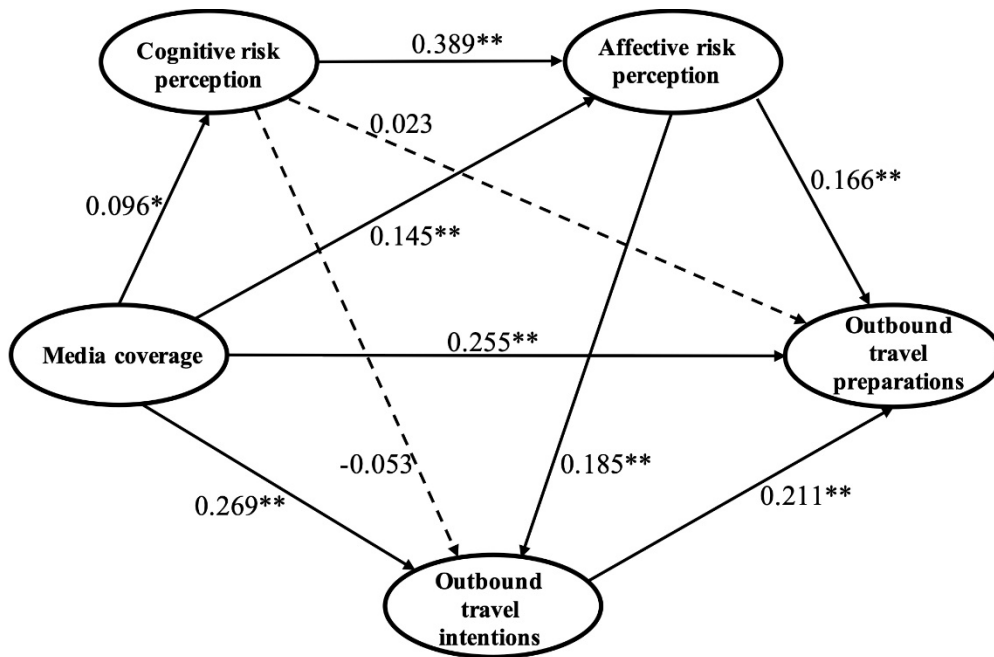 Cognitive risk
perception
0.389**
Affective risk
perception
0.023
0.166**
0.096*
0.145**
Media coverage
0.255**
Outbound
travel
preparations
-0.053
0.185**
0.269**
0.211**
Outbound
travel
intentions